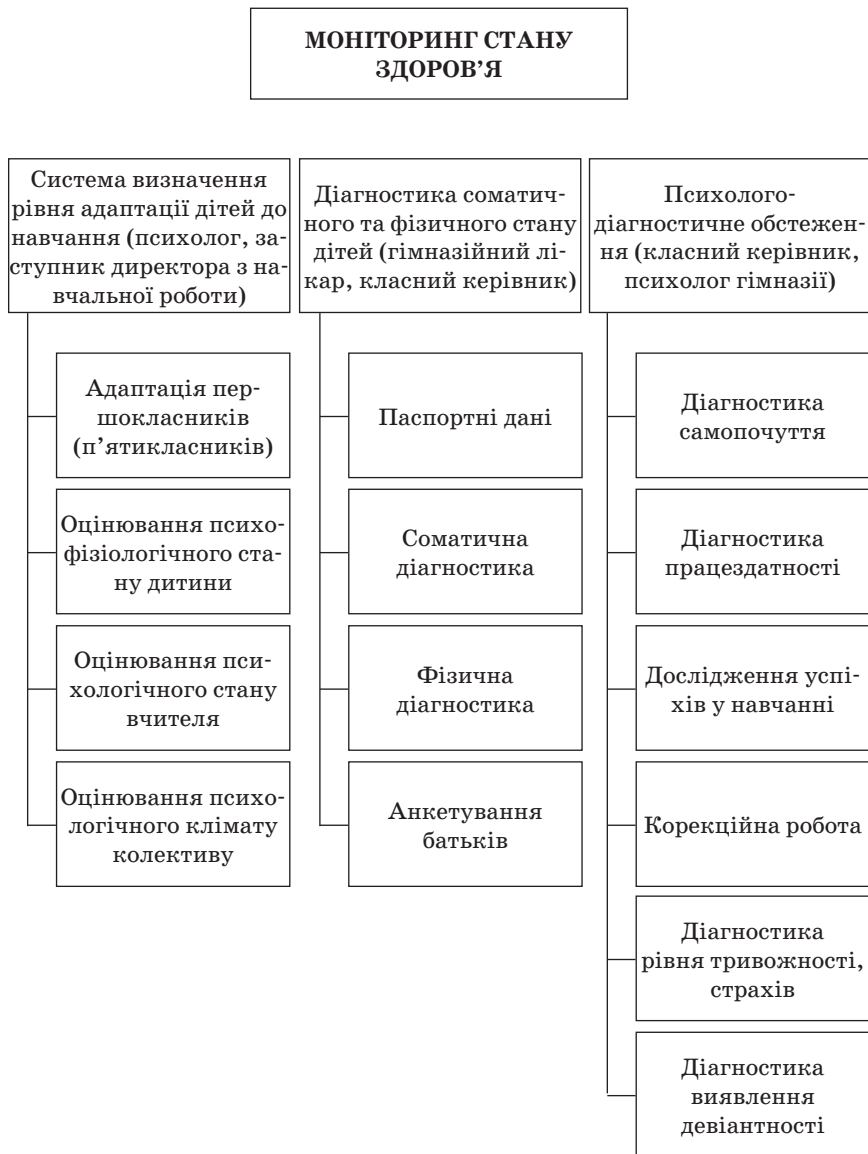 МОНІТОРИНГ СТАНУ
ЗДОРОВ’Я
Система визначення
рівня адаптації дітей до
навчання (психолог, за-
ступник директора з на-
вчальної роботи)
Адаптація пер-
шокласників
(п’ятикласників)
Оцінювання психо-
фізіологічного ста-
ну дитини
Оцінювання пси-
хологічного стану
вчителя
Оцінювання психо-
логічного клімату
колективу
Діагностика соматич-
ного та фізичного стану
дітей (гімназійний лі-
кар, класний керівник)
Паспортні дані
Соматична
діагностика
Фізична
діагностика
Анкетування
батьків
Психолого-
діагностичне обстежен-
ня (класний керівник,
психолог гімназії)
Діагностика
самопочуття
Діагностика
працездатності
Дослідження успі-
хів у навчанні
Корекційна робота
Діагностика
рівня тривожності,
страхів
Діагностика
виявлення
девіантності